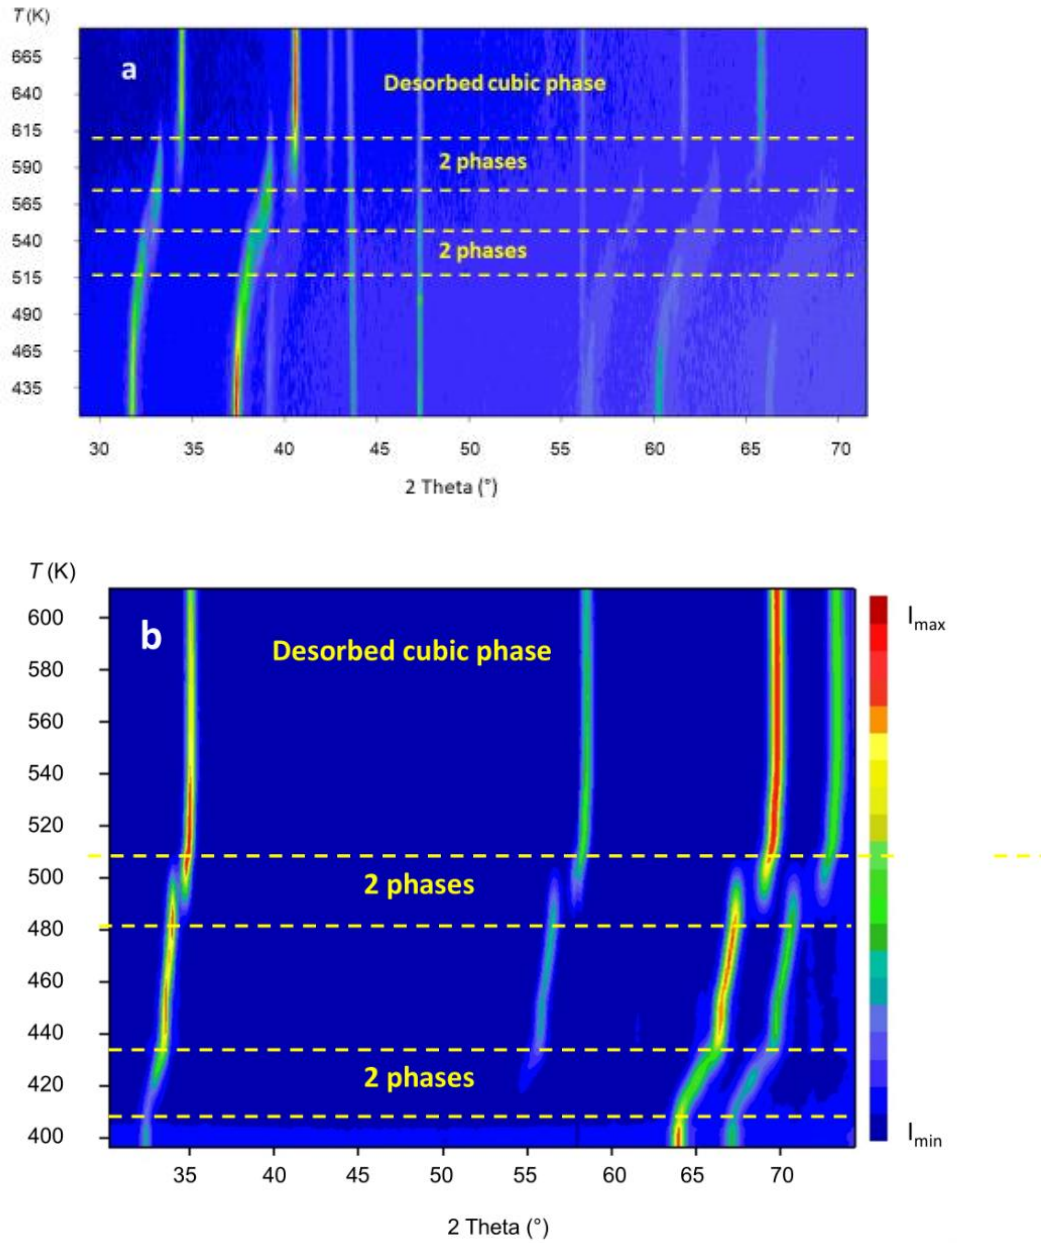 T (K)
a
Desorbed cubic phase
2 phases
2 phases
665
640
615
590
565
540
515
490
465
435
30 35 40 45 50 55 60 65 70
2 Theta (°)
T (K)
b
Desorbed cubic phase
2 phases
2 phases
600
580
560
540
520
500
480
460
440
420
400
35 40 45 50 55 60 65 70
2 Theta (°)
Imax
Imin